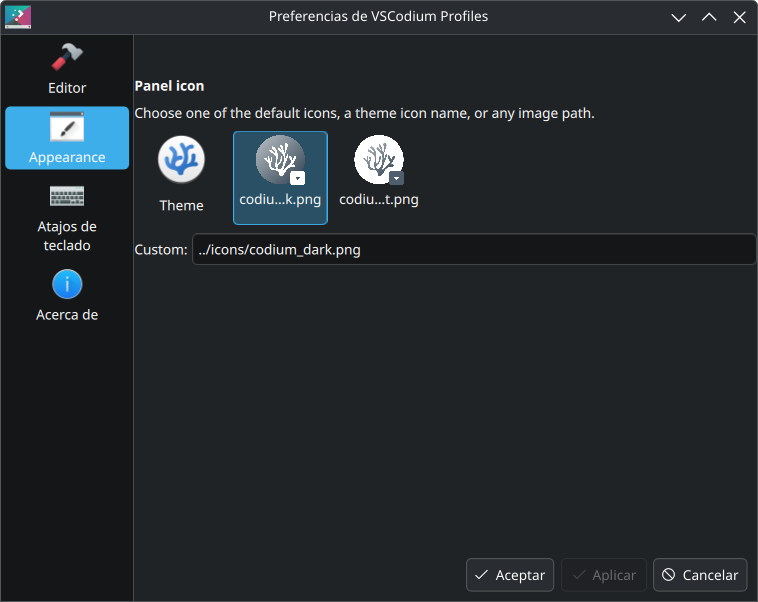 Preferencias de VSCodium Profiles
Editor
Appearance
Atajos de
teclado
Acerca de
Panel icon
Choose one of the default icons, a theme icon name, or any image path.
Theme
codiu...k.png
codiu...t.png
Custom:
../icons/codium_dark.png
Aceptar
Aplicar
Cancelar